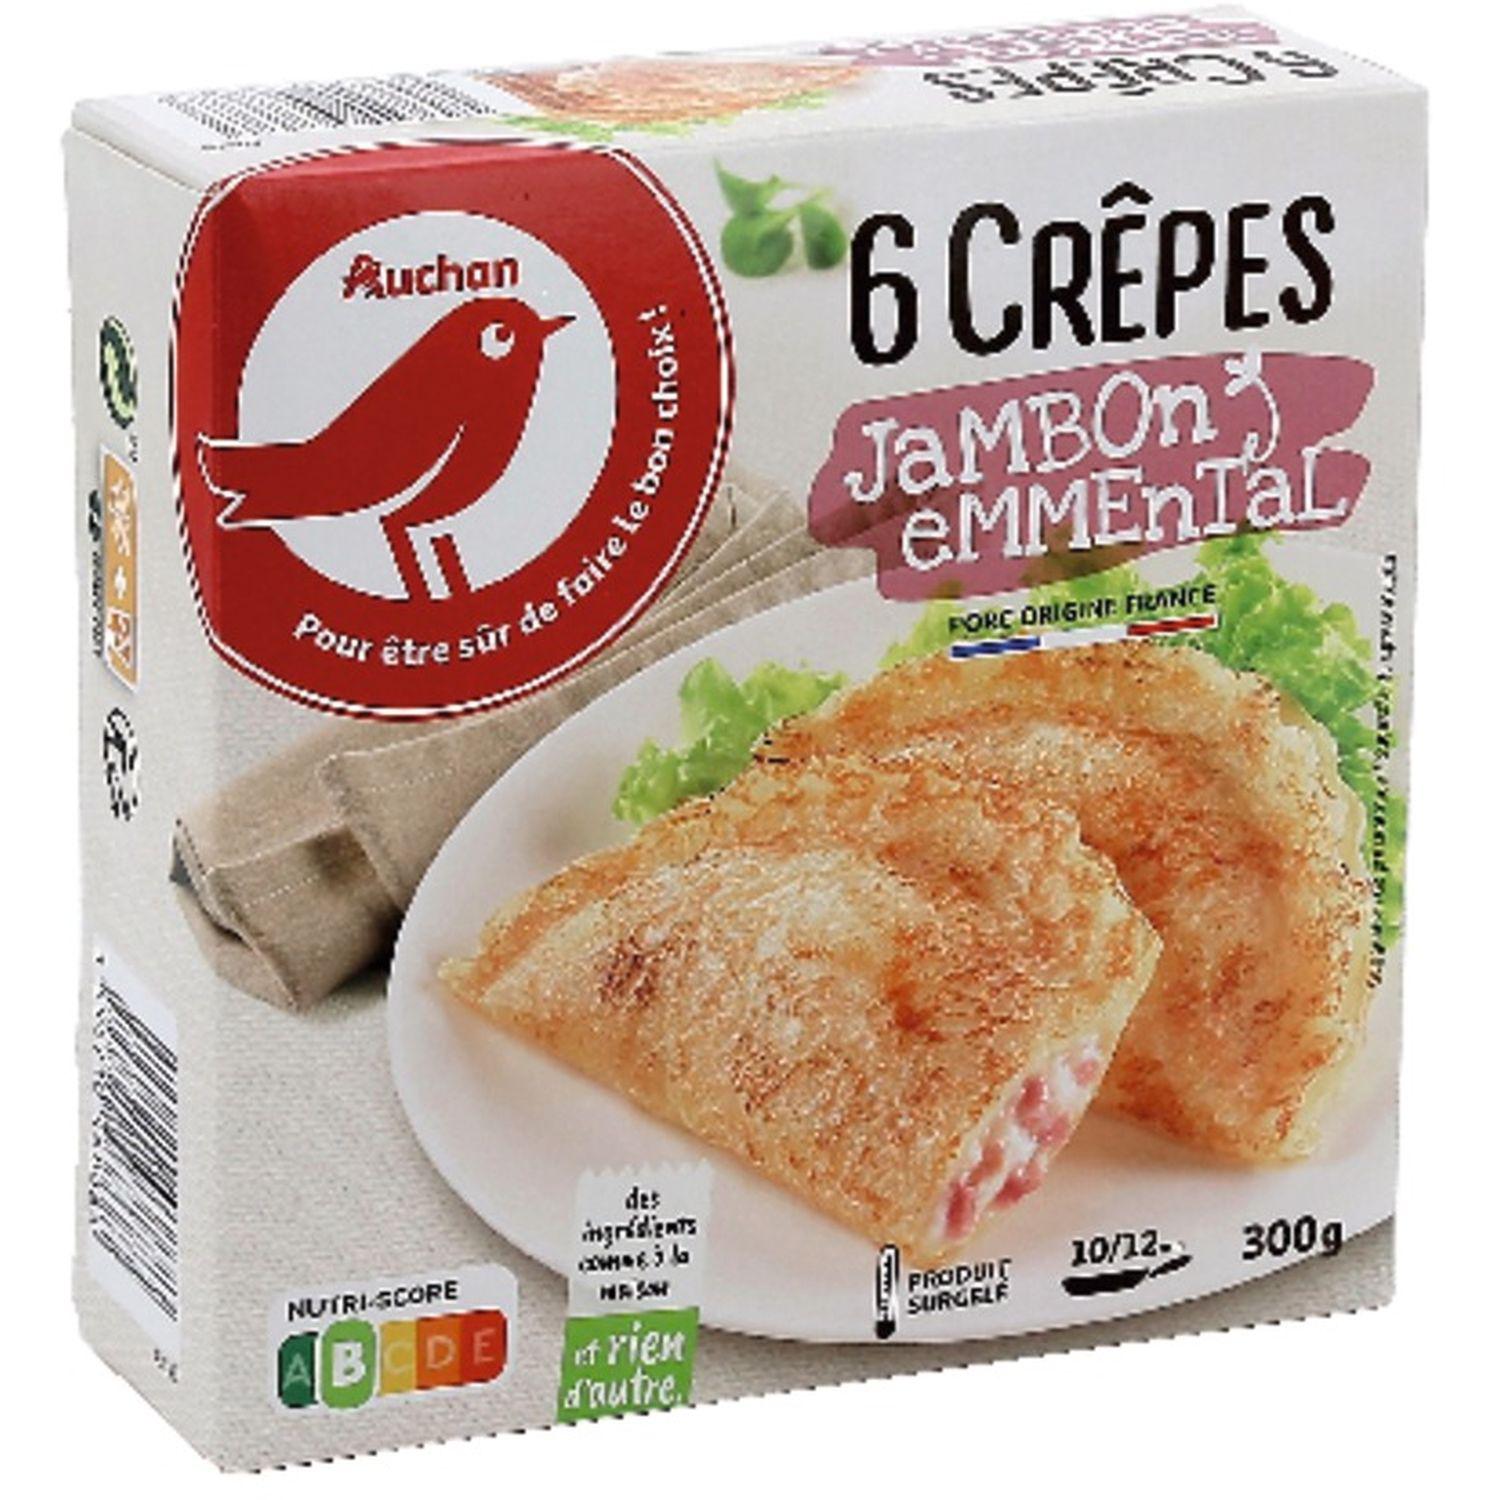 CRÊPES
Auchan
Pour être sûr de faire le bon choix !
6 CRÊPES
JaMBOn
eMMEnTaL
PORC ORIGINE FRANCE
NUTRI-SCORE
A B C D E
des
ingrédients
comme à la
maison
et rien
d'autre.
PRODUIT
SURGELÉ
10/12
300g